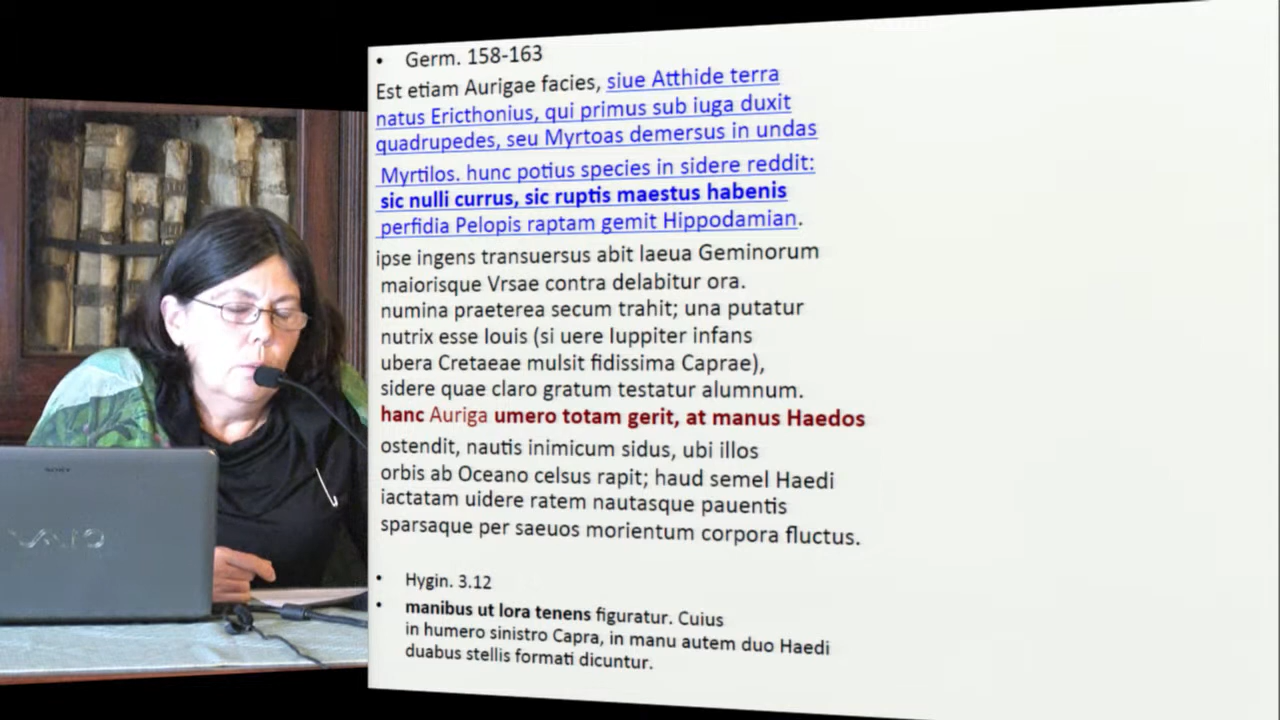 SONY
VAIO
• Germ. 158-163
Est etiam Aurigae facies, siue Atthide terra
natus Ericthonius, qui primus sub iuga duxit
quadrupedes, seu Myrtoas demersus in undas
Myrtilos. hunc potius species in sidere reddit:
sic nulli currus, sic ruptis maestus habenis
perfidia Pelopis raptam gemit Hippodamian.
ipse ingens transuersus abit laeua Geminorum
maiorisque Vrsae contra delabitur ora.
numina praeterea secum trahit; una putatur
nutrix esse Iouis (si uere Iuppiter infans
ubera Cretaeae mulsit fidissima Caprae),
sidere quae claro gratum testatur alumnum.
hanc Auriga umero totam gerit, at manus Haedos
ostendit, nautis inimicum sidus, ubi illos
orbis ab Oceano celsus rapit; haud semel Haedi
iactatam uidere ratem nautasque pauentis
sparsaque per saeuos morientum corpora fluctus.
• Hygin. 3.12
• manibus ut lora tenens figuratur. Cuius
in humero sinistro Capra, in manu autem duo Haedi
duabus stellis formati dicuntur.